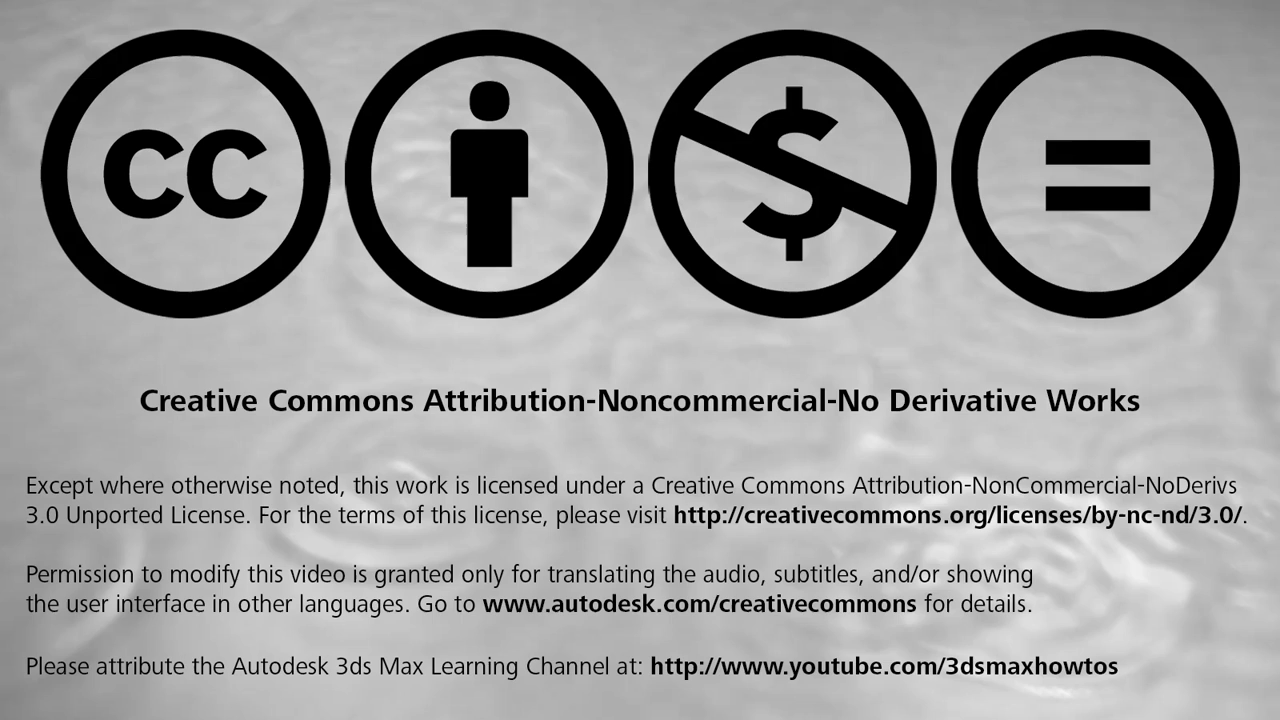 cc
$
=
Creative Commons Attribution-Noncommercial-No Derivative Works
Except where otherwise noted, this work is licensed under a Creative Commons Attribution-NonCommercial-NoDerivs
3.0 Unported License. For the terms of this license, please visit http://creativecommons.org/licenses/by-nc-nd/3.0/.
Permission to modify this video is granted only for translating the audio, subtitles, and/or showing
the user interface in other languages. Go to www.autodesk.com/creativecommons for details.
Please attribute the Autodesk 3ds Max Learning Channel at: http://www.youtube.com/3dsmaxhowtos